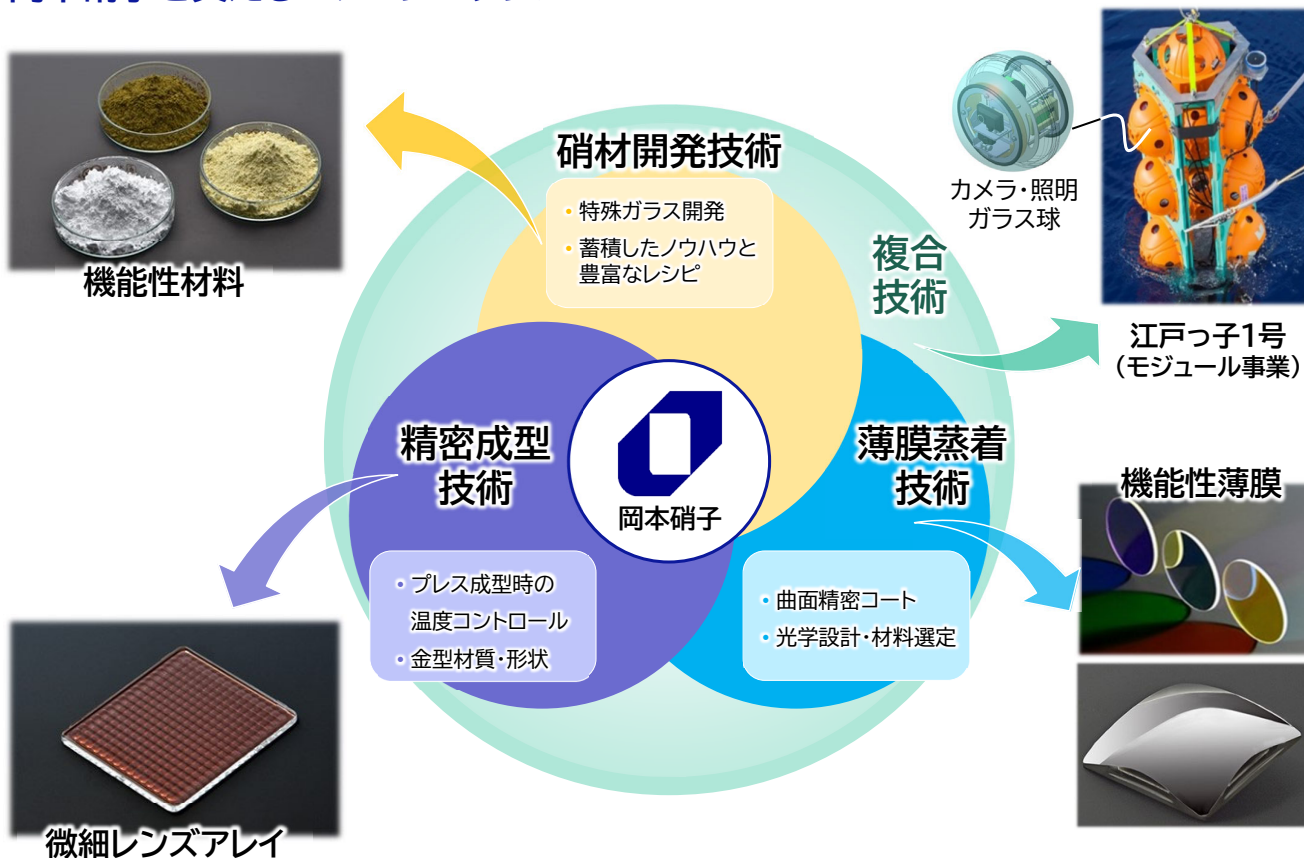 硝材開発技術
・特殊ガラス開発
・蓄積したノウハウと
豊富なレシピ
機能性材料
カメラ・照明
ガラス球
複合
技術
江戸っ子1号
(モジュール事業)
精密成型
技術
岡本硝子
薄膜蒸着
技術
機能性薄膜
・プレス成型時の
温度コントロール
・金型材質・形状
・曲面精密コート
・光学設計・材料選定
微細レンズアレイ